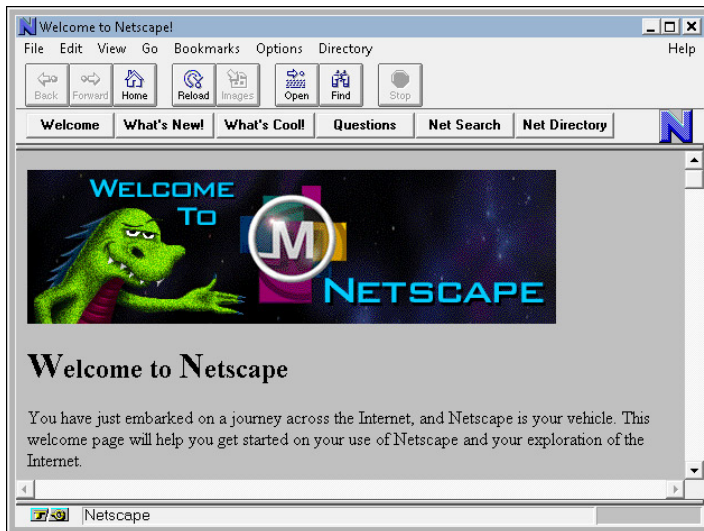 Welcome to Netscape!
File Edit View Go Bookmarks Options Directory Help
Back Forward Home Reload Images Open Find Stop
Welcome What's New! What's Cool! Questions Net Search Net Directory
N
WELCOME
TO
M
NETSCAPE
Welcome to Netscape
You have just embarked on a journey across the Internet, and Netscape is your vehicle. This
welcome page will help you get started on your use of Netscape and your exploration of the
Internet.
Netscape